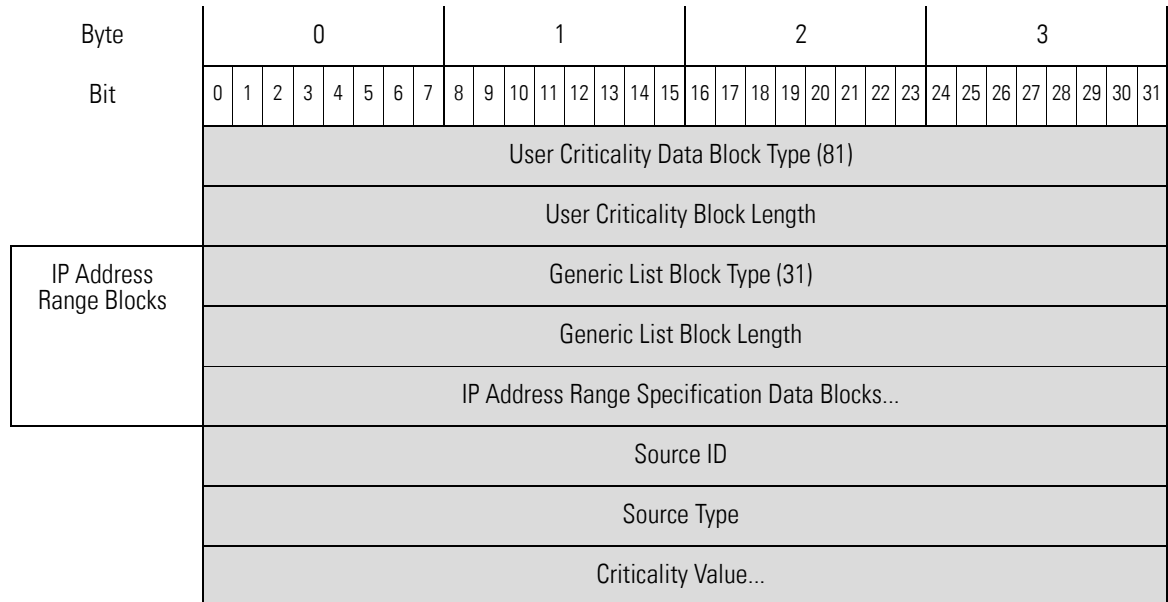 Byte 0 1 2 3
Bit 0 1 2 3 4 5 6 7 8 9 10 11 12 13 14 15 16 17 18 19 20 21 22 23 24 25 26 27 28 29 30 31
User Criticality Data Block Type (81)
User Criticality Block Length
IP Address
Range Blocks
Generic List Block Type (31)
Generic List Block Length
IP Address Range Specification Data Blocks...
Source ID
Source Type
Criticality Value...